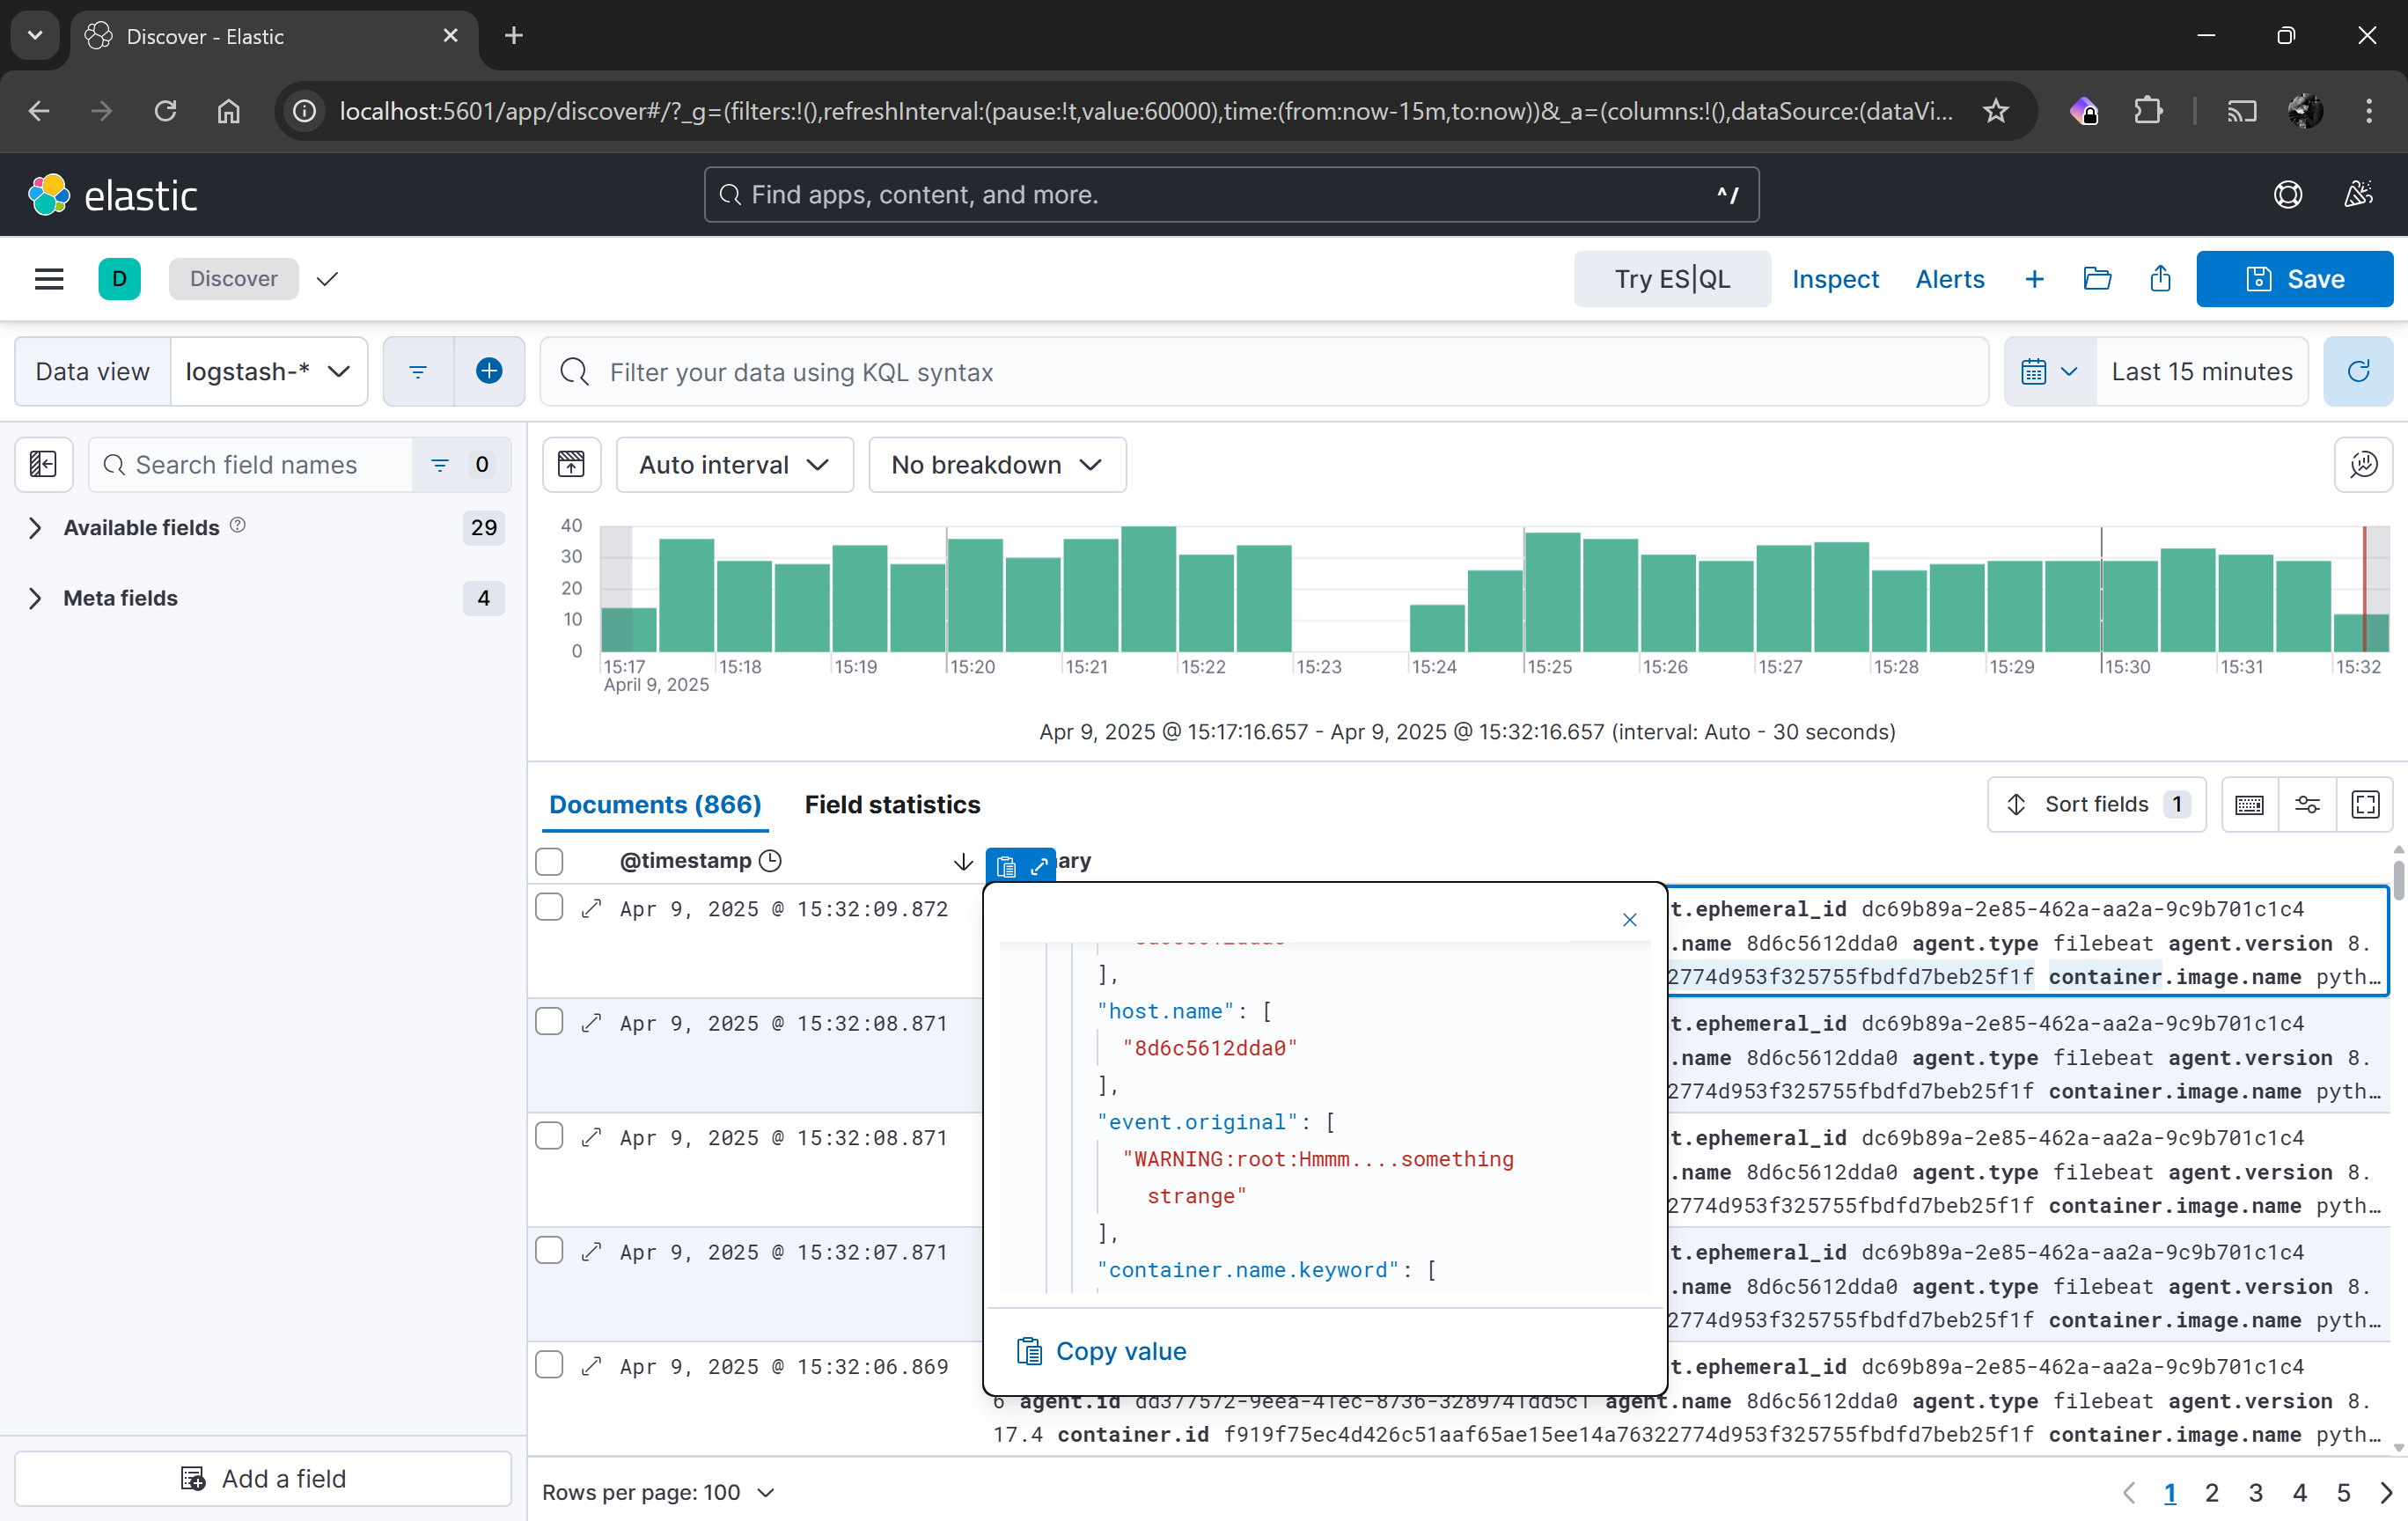 Discover - Elastic
localhost:5601/app/discover#/?_g=(filters:!(),refreshInterval:(pause:!t,value:60000),time:(from:now-15m,to:now))&_a=(columns:!(),dataSource:(dataVi...
elastic
Find apps, content, and more.
^/
D
Discover
Try ES|QL
Inspect
Alerts
Save
Data view
logstash-*
Filter your data using KQL syntax
Last 15 minutes
Search field names
0
Auto interval
No breakdown
Available fields
29
Meta fields
4
40
30
20
10
0
15:17
15:18
15:19
15:20
15:21
15:22
15:23
15:24
15:25
15:26
15:27
15:28
15:29
15:30
15:31
15:32
April 9, 2025
Apr 9, 2025 @ 15:17:16.657 - Apr 9, 2025 @ 15:32:16.657 (interval: Auto - 30 seconds)
Documents (866)
Field statistics
Sort fields 1
@timestamp
ary
Apr 9, 2025 @ 15:32:09.872
t.ephemeral_id dc69b89a-2e85-462a-aa2a-9c9b701c1c4
.name 8d6c5612dda0 agent.type filebeat agent.version 8.
2774d953f325755fbdfd7beb25f1f container.image.name pyth...
Apr 9, 2025 @ 15:32:08.871
t.ephemeral_id dc69b89a-2e85-462a-aa2a-9c9b701c1c4
.name 8d6c5612dda0 agent.type filebeat agent.version 8.
2774d953f325755fbdfd7beb25f1f container.image.name pyth...
Apr 9, 2025 @ 15:32:08.871
t.ephemeral_id dc69b89a-2e85-462a-aa2a-9c9b701c1c4
.name 8d6c5612dda0 agent.type filebeat agent.version 8.
2774d953f325755fbdfd7beb25f1f container.image.name pyth...
Apr 9, 2025 @ 15:32:07.871
t.ephemeral_id dc69b89a-2e85-462a-aa2a-9c9b701c1c4
.name 8d6c5612dda0 agent.type filebeat agent.version 8.
2774d953f325755fbdfd7beb25f1f container.image.name pyth...
Apr 9, 2025 @ 15:32:06.869
t.ephemeral_id dc69b89a-2e85-462a-aa2a-9c9b701c1c4
6 agent.id dd377572-9eea-41ec-8736-3289741dd5c1 agent.name 8d6c5612dda0 agent.type filebeat agent.version 8.
17.4 container.id f919f75ec4d426c51aaf65ae15ee14a76322774d953f325755fbdfd7beb25f1f container.image.name pyth...
],
"host.name": [
"8d6c5612dda0"
],
"event.original": [
"WARNING:root:Hmmm....something
strange"
],
"container.name.keyword": [
Copy value
Add a field
Rows per page: 100
1
2
3
4
5